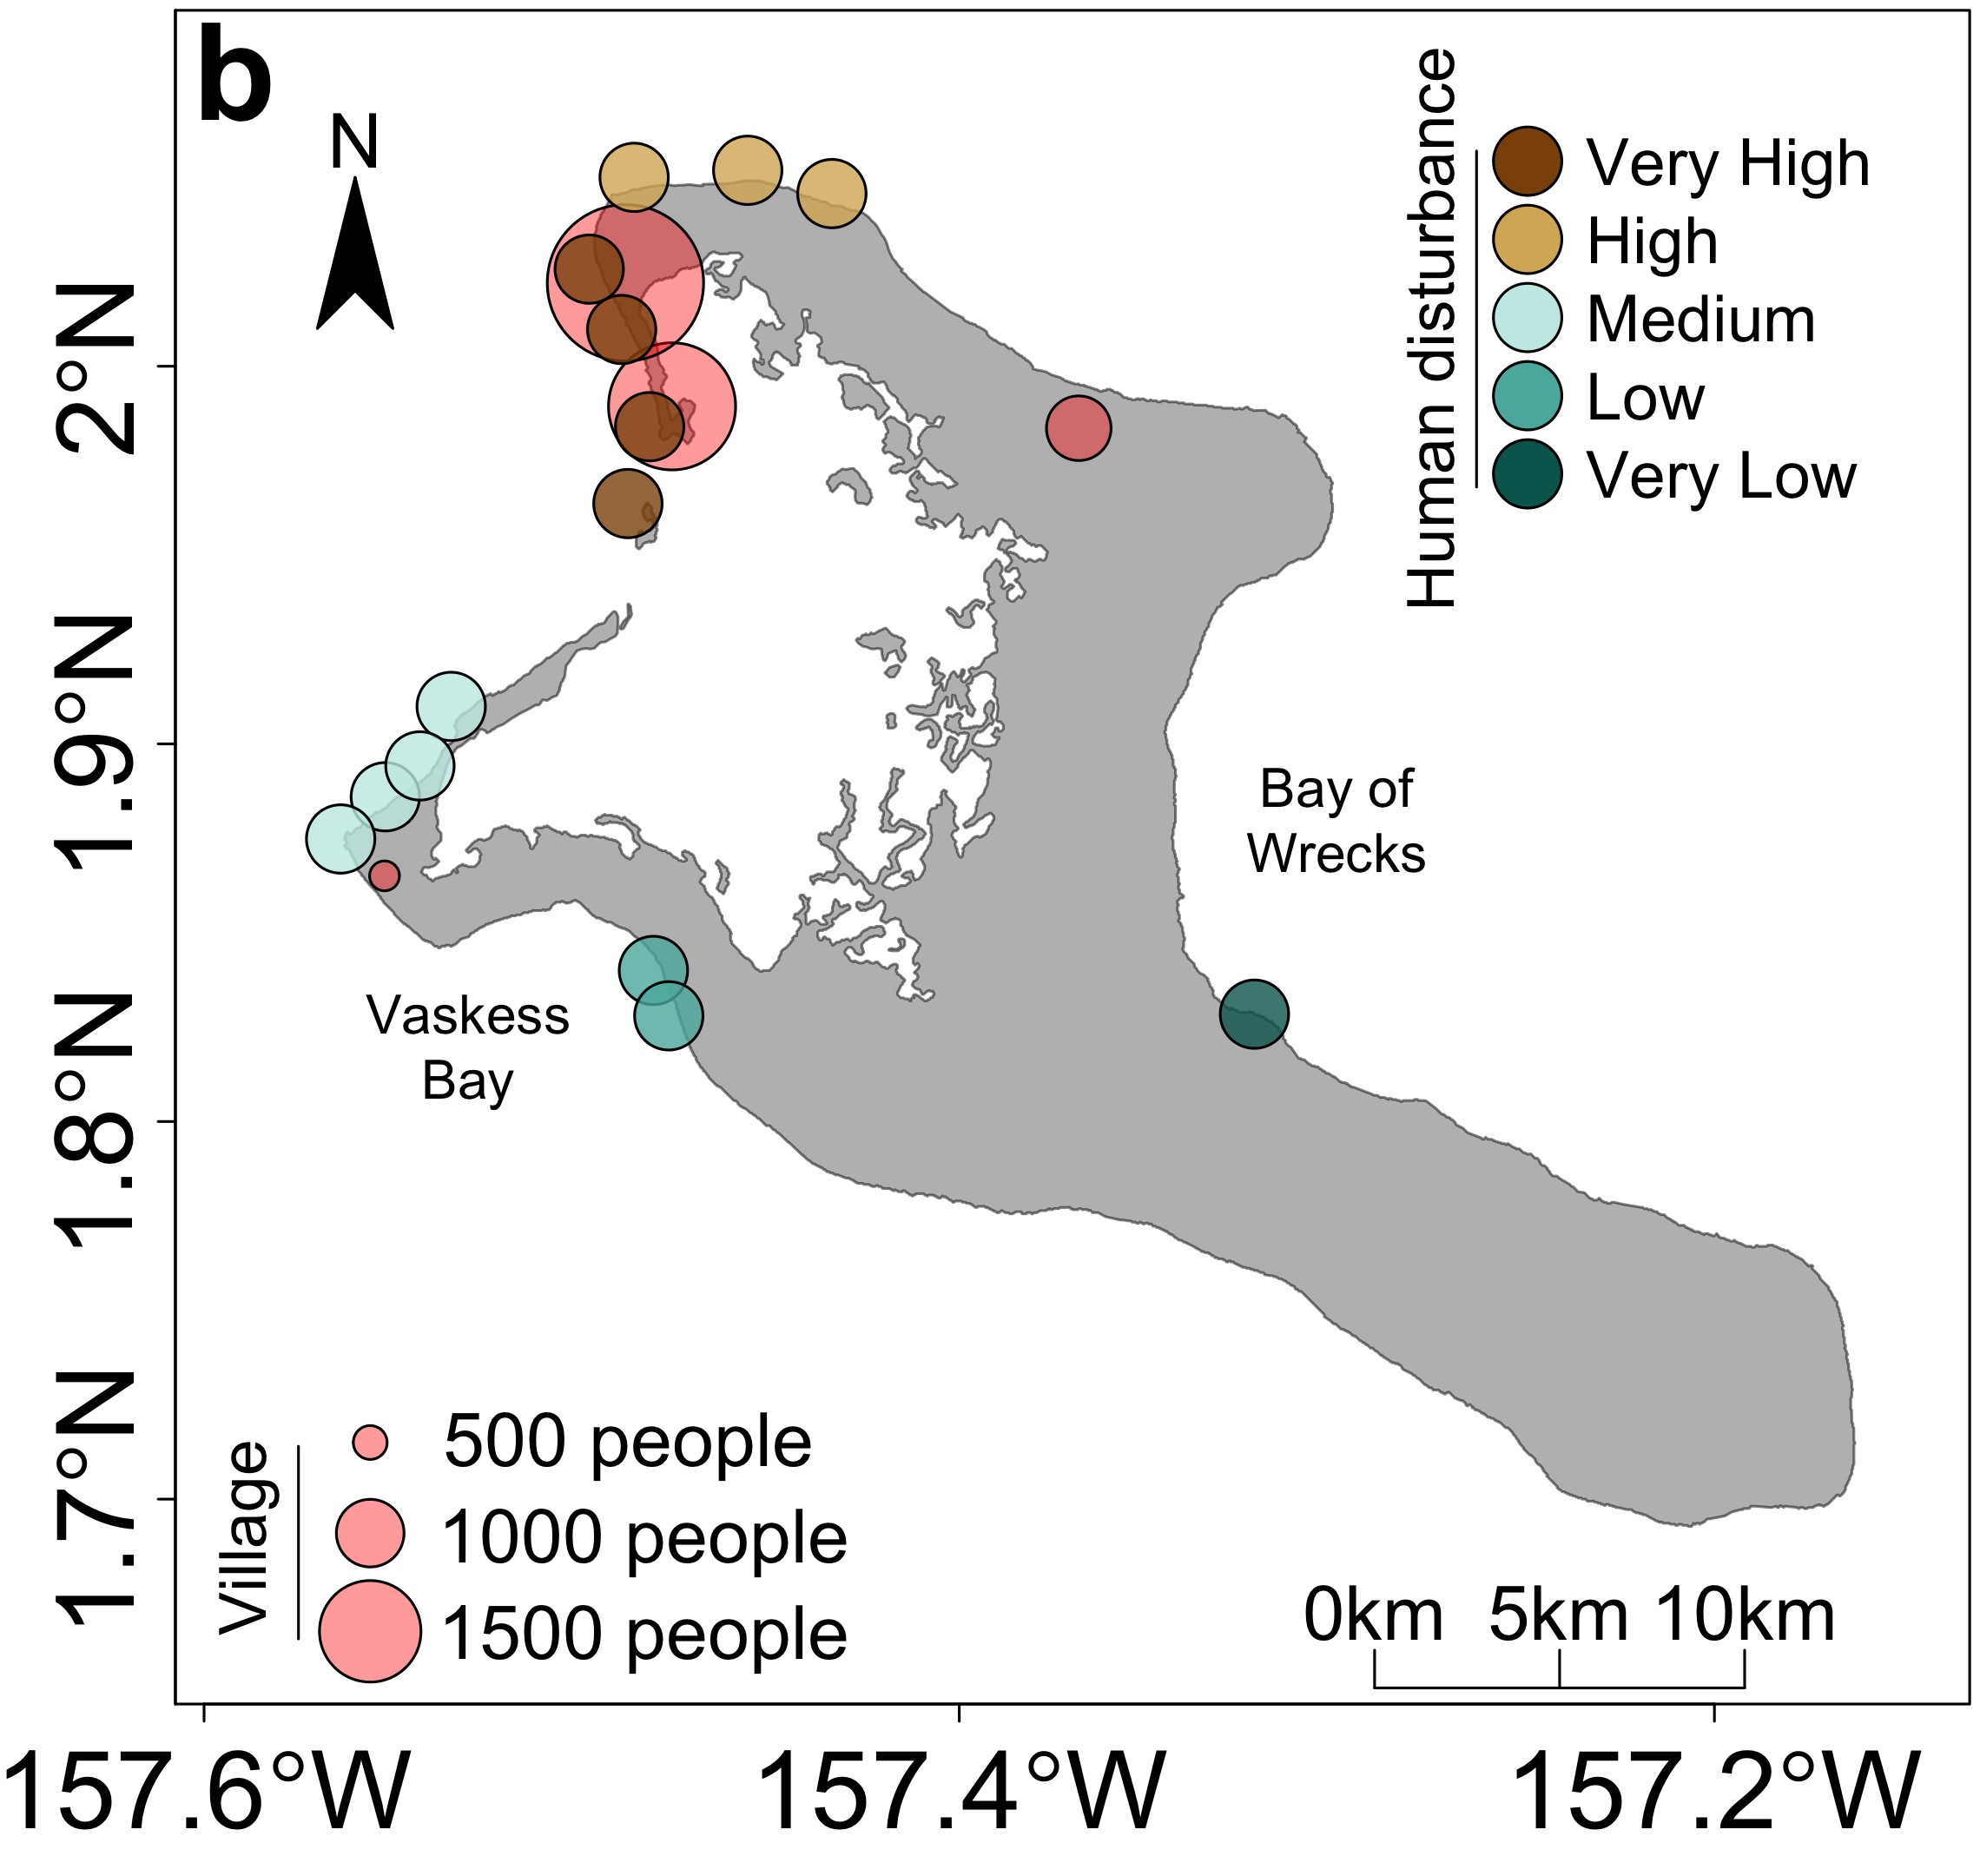 b
N
Human disturbance
Very High
High
Medium
Low
Very Low
2°N
1.9°N
1.8°N
1.7°N
Bay of
Wrecks
Vaskess
Bay
Village
500 people
1000 people
1500 people
0km 5km 10km
157.6°W 157.4°W 157.2°W